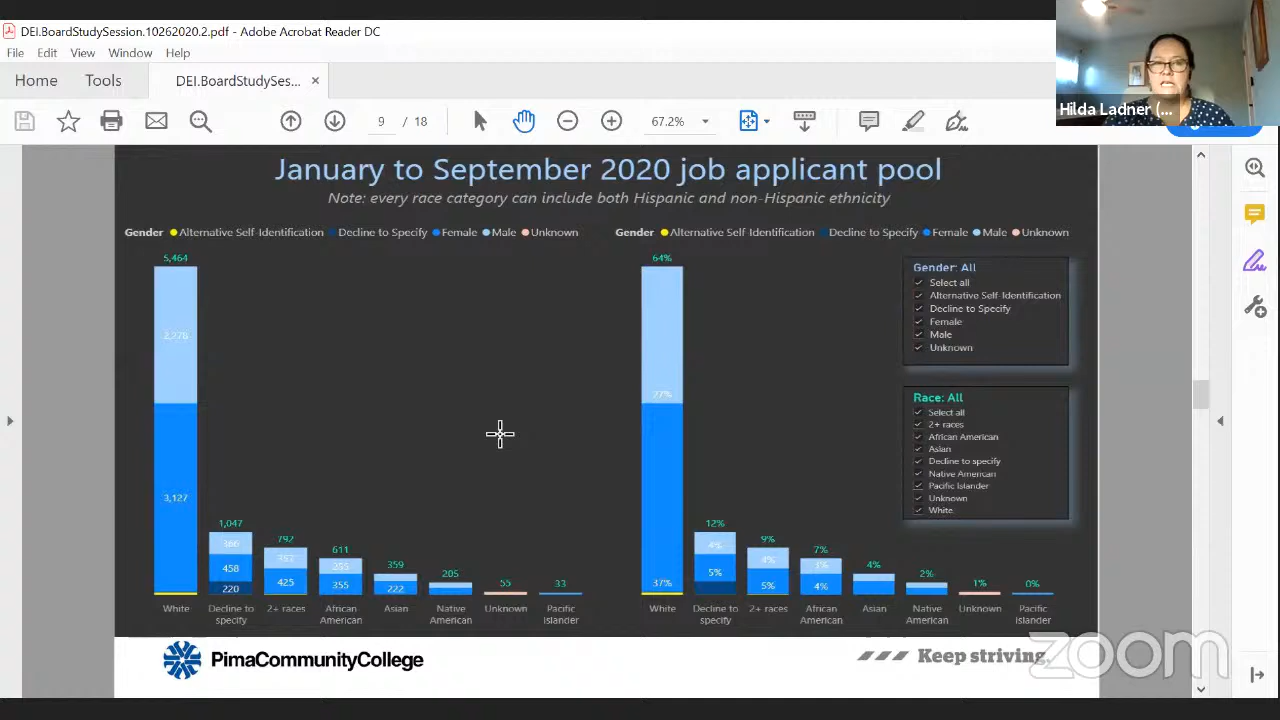 DEI.BoardStudySession.10262020.2.pdf - Adobe Acrobat Reader DC
File Edit View Window Help
Home Tools DEI.BoardStudySes... ×
/ 18 67.2%
Hilda Ladner (...
January to September 2020 job applicant pool
Note: every race category can include both Hispanic and non-Hispanic ethnicity
Gender Alternative Self-Identification Decline to Specify Female Male Unknown
5,464
2,278
3,127
1,047
366
458
220
792
352
425
611
255
355
359
222
205
55
33
White
Decline to specify
2+ races
African American
Asian
Native American
Unknown
Pacific Islander
Gender Alternative Self-Identification Decline to Specify Female Male Unknown
64%
27%
37%
12%
4%
5%
9%
4%
5%
7%
3%
4%
4%
2%
1%
0%
White
Decline to specify
2+ races
African American
Asian
Native American
Unknown
Pacific Islander
Gender: All
Select all
Alternative Self-Identification
Decline to Specify
Female
Male
Unknown
Race: All
Select all
2+ races
African American
Asian
Decline to specify
Native American
Pacific Islander
Unknown
White
PimaCommunityCollege
Keep striving.
zoom